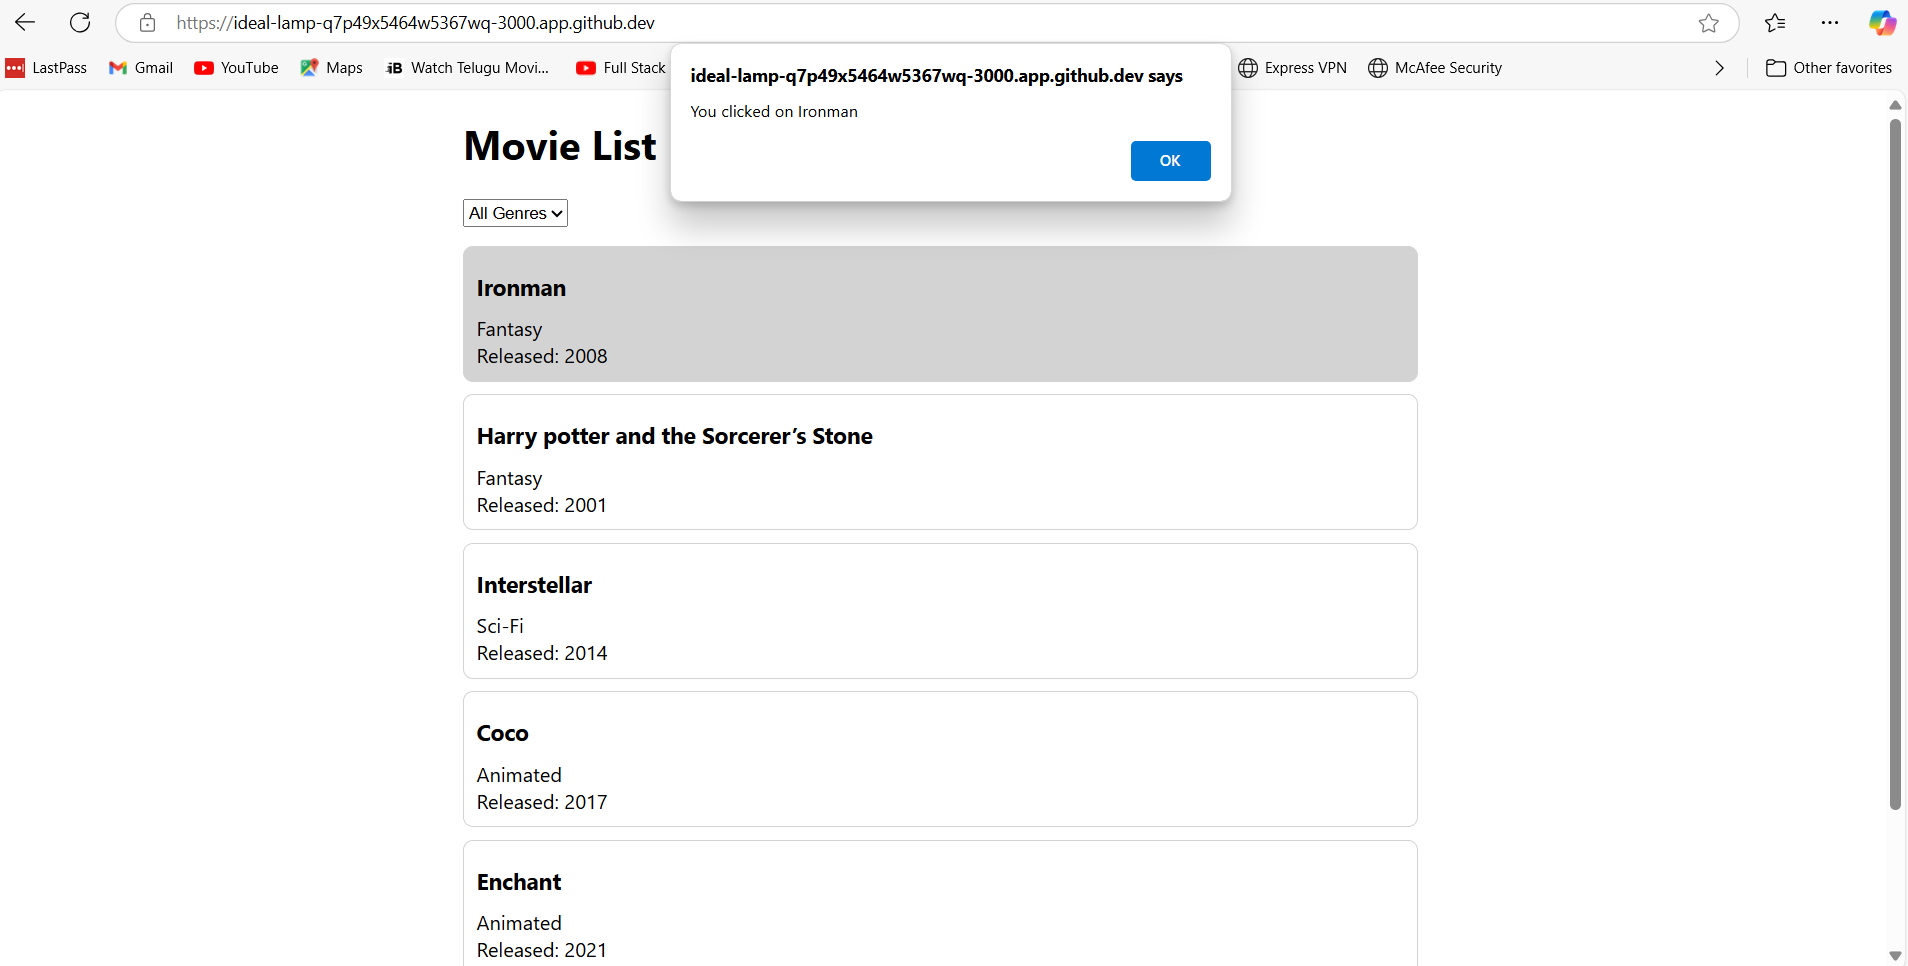 https://ideal-lamp-q7p49x5464w5367wq-3000.app.github.dev
LastPass Gmail YouTube Maps iB Watch Telugu Movi... Full Stack Express VPN McAfee Security Other favorites
ideal-lamp-q7p49x5464w5367wq-3000.app.github.dev says
You clicked on Ironman
OK
Movie List
All Genres
Ironman
Fantasy
Released: 2008
Harry potter and the Sorcerer’s Stone
Fantasy
Released: 2001
Interstellar
Sci-Fi
Released: 2014
Coco
Animated
Released: 2017
Enchant
Animated
Released: 2021